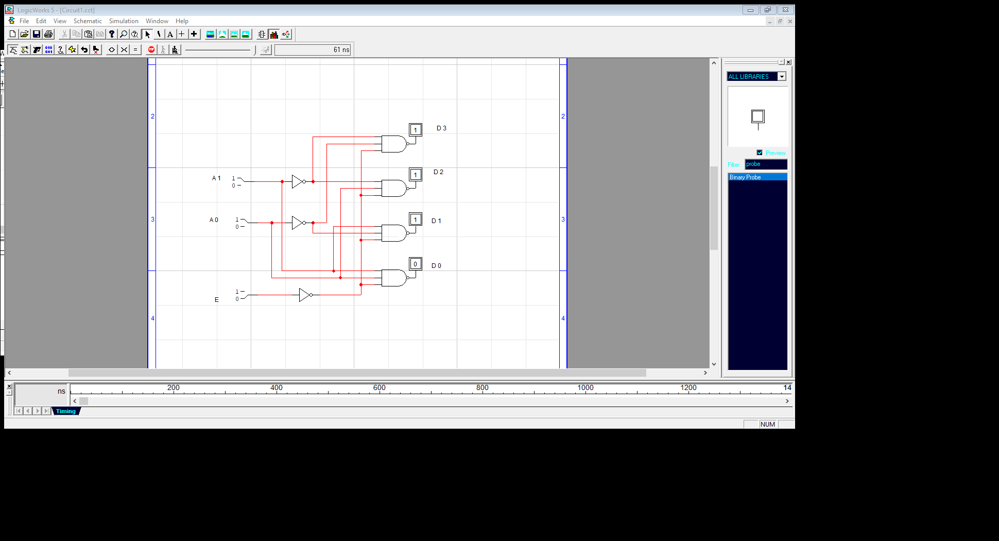 LogicWorks 5 - [Circuit1.cct]
File Edit View Schematic Simulation Window Help
61 ns
ALL LIBRARIES
Preview
Filter: probe
Binary Probe
2 2
1 D 3
1 D 2
A 1 1
0
3 3
A 0 1
0
1 D 1
0 D 0
1
E 0
4 4
ns 200 400 600 800 1000 1200 14
Timing
NUM